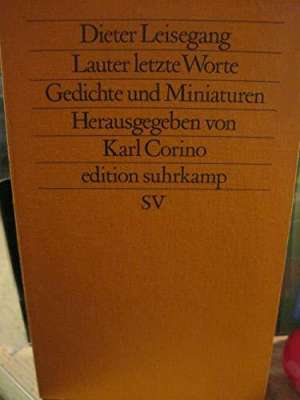 Dieter Leisegang
Lauter letzte Worte
Gedichte und Miniaturen
Herausgegeben von
Karl Corino
edition suhrkamp
SV